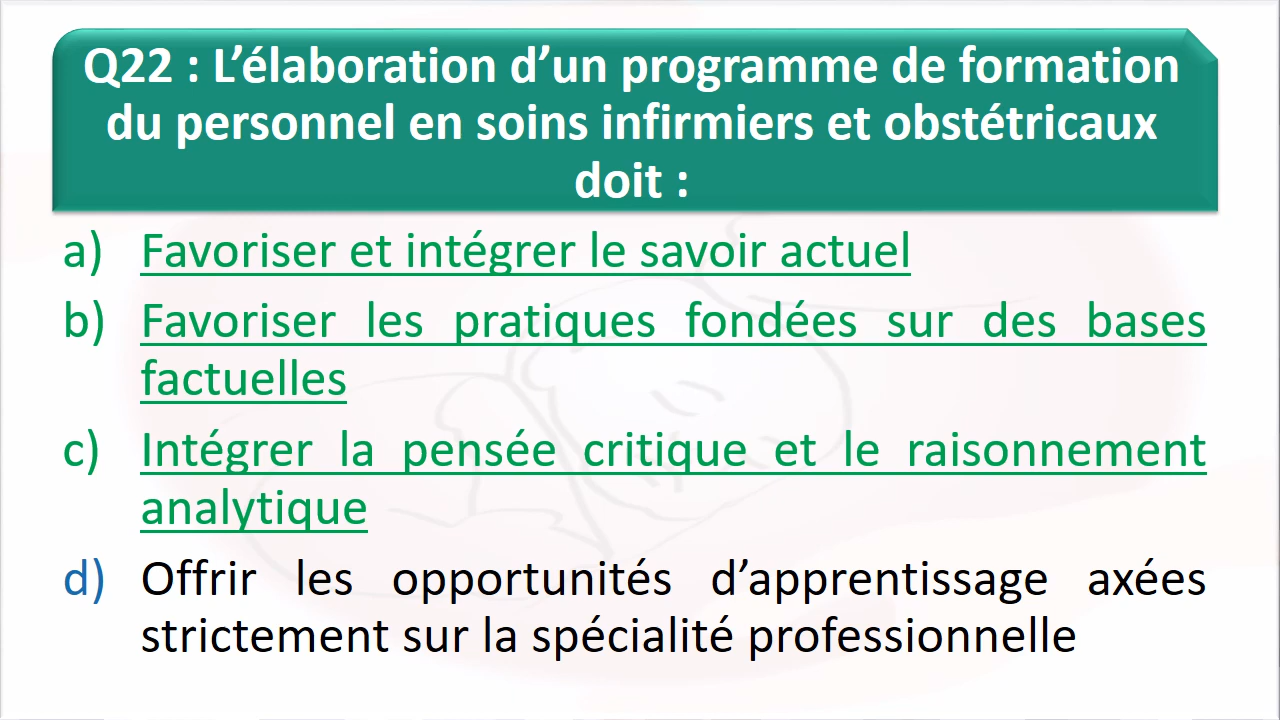 Q22 : L’élaboration d’un programme de formation
du personnel en soins infirmiers et obstétricaux
doit :
a) Favoriser et intégrer le savoir actuel
b) Favoriser les pratiques fondées sur des bases
factuelles
c) Intégrer la pensée critique et le raisonnement
analytique
d) Offrir les opportunités d’apprentissage axées
strictement sur la spécialité professionnelle